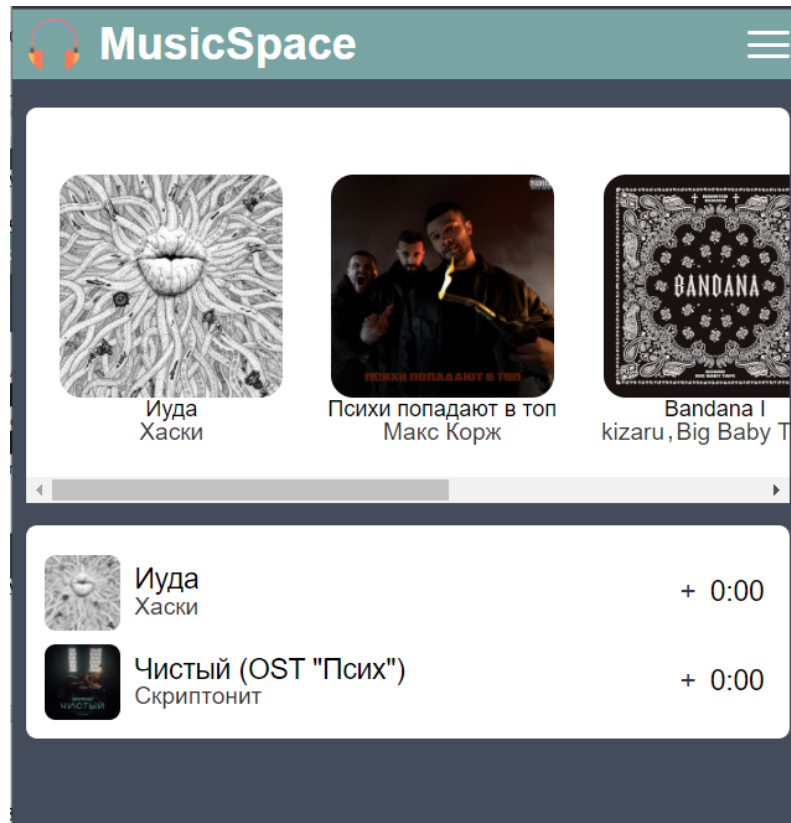 MusicSpace
ПСИХИ ПОПАДАЮТ В ТОП
BANDANA
Иуда
Хаски
Психи попадают в топ
Макс Корж
Bandana I
kizaru, Big Baby T
Иуда
Хаски
+ 0:00
ЧИСТЫЙ
Чистый (OST "Псих")
Скриптонит
+ 0:00